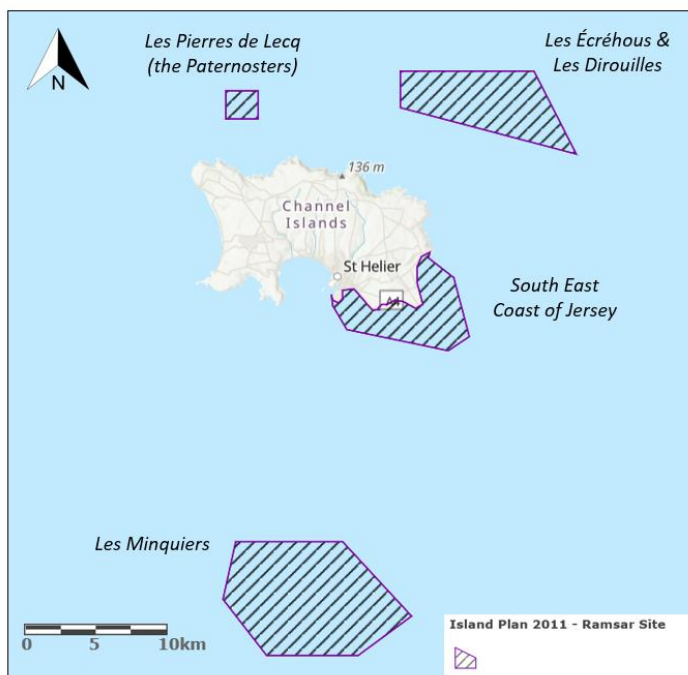 Les Pierres de Lecq
(the Paternosters)
Les Écréhous &
Les Dirouilles
N
136 m
Channel
Islands
St Helier
A4
South East
Coast of Jersey
Les Minquiers
0 5 10km
Island Plan 2011 - Ramsar Site